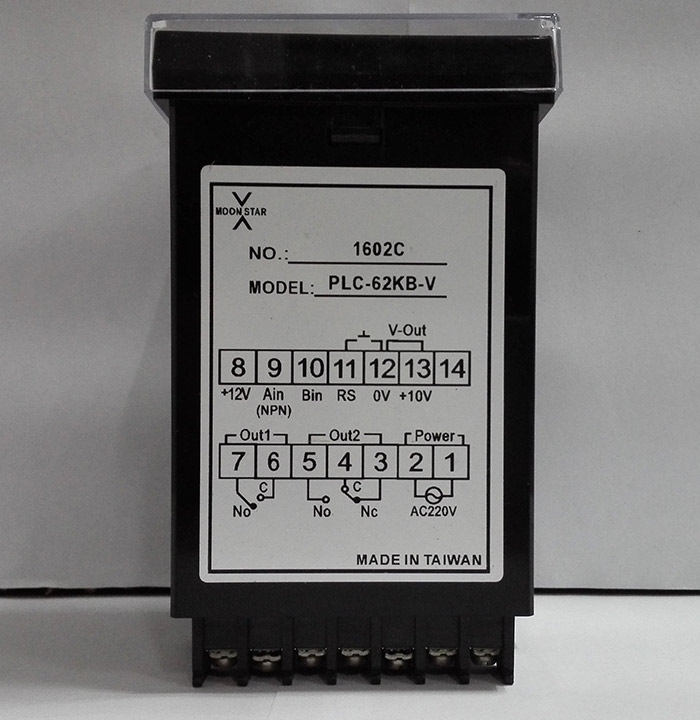 MOON STAR
NO.: 1602C
MODEL: PLC-62KB-V
V-Out
8 9 10 11 12 13 14
+12V Ain Bin RS 0V +10V
(NPN)
Out1 Out2 Power
7 6 5 4 3 2 1
C C
No No Nc AC220V
MADE IN TAIWAN